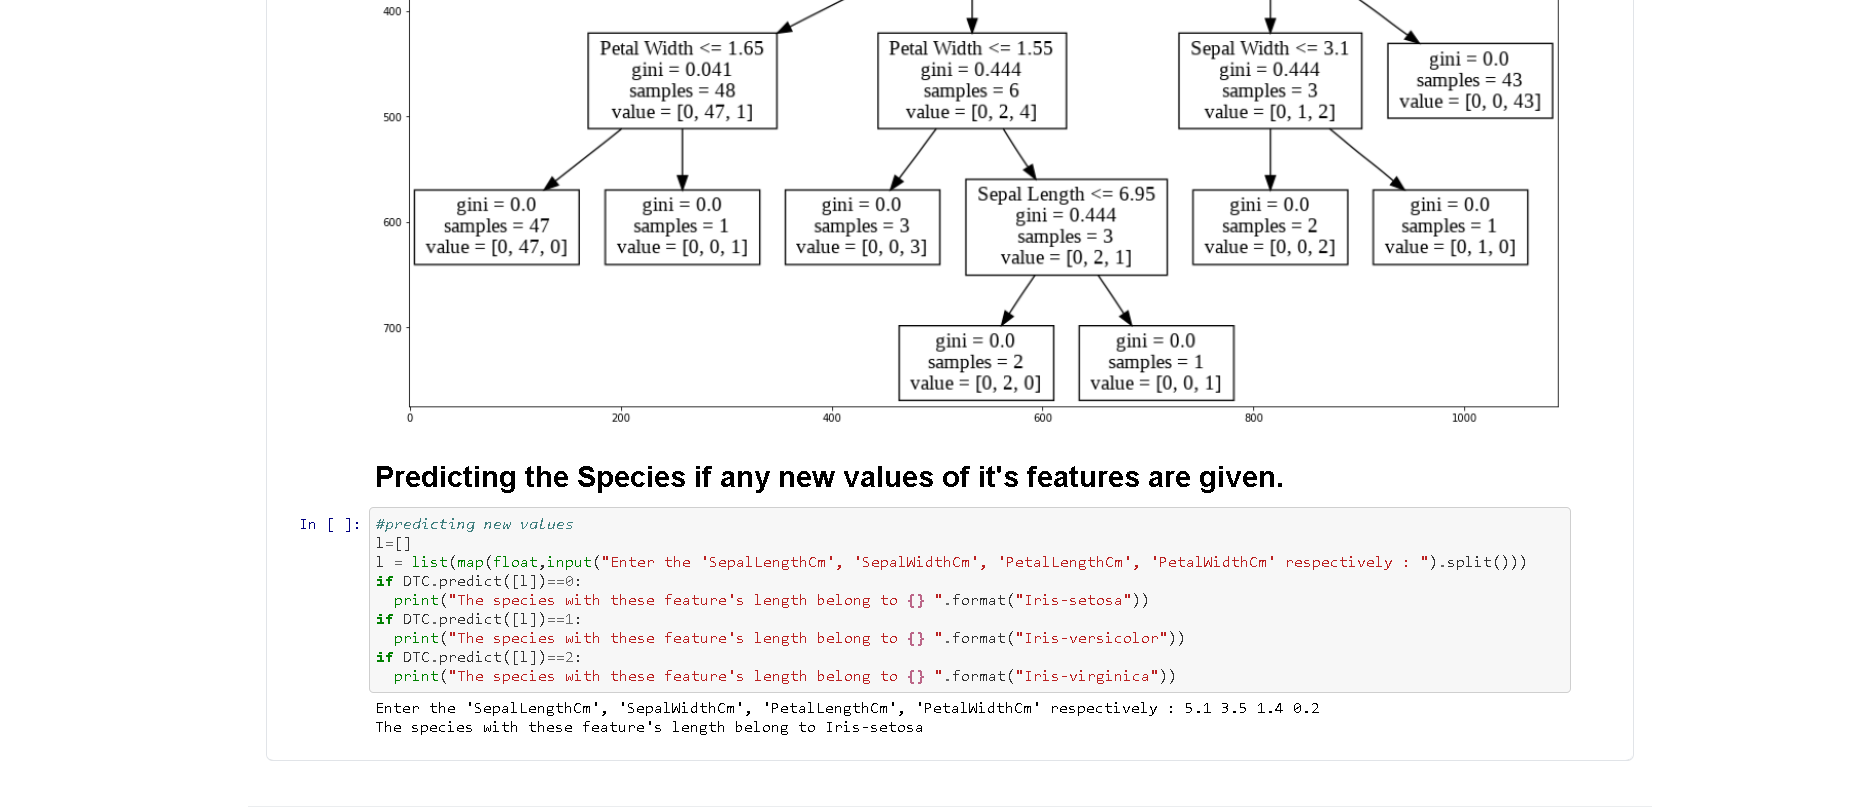 400
Petal Width <= 1.65
gini = 0.041
samples = 48
value = [0, 47, 1]
Petal Width <= 1.55
gini = 0.444
samples = 6
value = [0, 2, 4]
Sepal Width <= 3.1
gini = 0.444
samples = 3
value = [0, 1, 2]
gini = 0.0
samples = 43
value = [0, 0, 43]
500
gini = 0.0
samples = 47
value = [0, 47, 0]
gini = 0.0
samples = 1
value = [0, 0, 1]
gini = 0.0
samples = 3
value = [0, 0, 3]
Sepal Length <= 6.95
gini = 0.444
samples = 3
value = [0, 2, 1]
gini = 0.0
samples = 2
value = [0, 0, 2]
gini = 0.0
samples = 1
value = [0, 1, 0]
600
700
gini = 0.0
samples = 2
value = [0, 2, 0]
gini = 0.0
samples = 1
value = [0, 0, 1]
0 200 400 600 800 1000
Predicting the Species if any new values of it's features are given.
In [ ]: #predicting new values
l=[]
l = list(map(float,input("Enter the 'SepalLengthCm', 'SepalWidthCm', 'PetalLengthCm', 'PetalWidthCm' respectively : ").split()))
if DTC.predict([l])==0:
  print("The species with these feature's length belong to {} ".format("Iris-setosa"))
if DTC.predict([l])==1:
  print("The species with these feature's length belong to {} ".format("Iris-versicolor"))
if DTC.predict([l])==2:
  print("The species with these feature's length belong to {} ".format("Iris-virginica"))
Enter the 'SepalLengthCm', 'SepalWidthCm', 'PetalLengthCm', 'PetalWidthCm' respectively : 5.1 3.5 1.4 0.2
The species with these feature's length belong to Iris-setosa